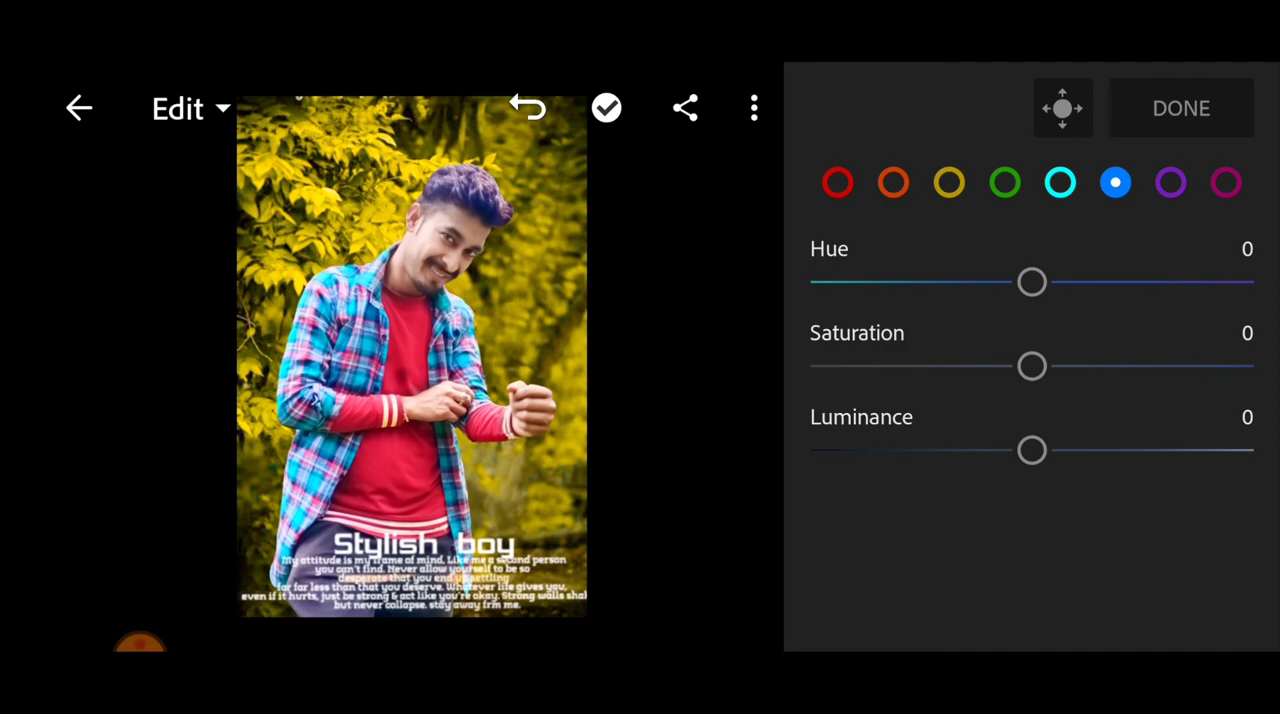 Edit
DONE
Hue 0
Saturation 0
Luminance 0
Stylish boy
My attitude is my frame of mind, Like me a second person
you can't find. Never allow yourself to be so
desperate that you end up settling
for far less than that you deserve. Whatever life gives you,
even if it hurts, just be strong & act like you're okay. Strong walls shak
but never collapse. stay away frm me.